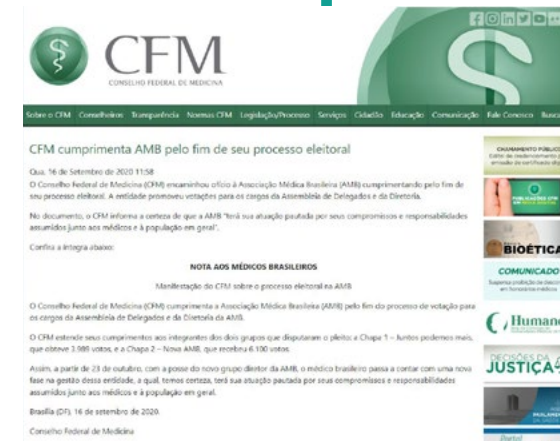 CFM
CONSELHO FEDERAL DE MEDICINA
Sobre o CFM Conselheiros Transparência Normas CFM Legislação/Processo Serviços Cidadão Educação Comunicação Fale Conosco Busca
CFM cumprimenta AMB pelo fim de seu processo eleitoral
Qua, 16 de Setembro de 2020 11:58
O Conselho Federal de Medicina (CFM) encaminhou ofício à Associação Médica Brasileira (AMB) cumprimentando pelo fim de
seu processo eleitoral. A entidade promoveu votações para os cargos da Assembleia de Delegados e da Diretoria.
No documento, o CFM informa a certeza de que a AMB "terá sua atuação pautada por seus compromissos e responsabilidades
assumidos junto aos médicos e à população em geral".
Confira a íntegra abaixo:
NOTA AOS MÉDICOS BRASILEIROS
Manifestação do CFM sobre o processo eleitoral na AMB
O Conselho Federal de Medicina (CFM) cumprimenta a Associação Médica Brasileira (AMB) pelo fim do processo de votação para
os cargos da Assembleia de Delegados e da Diretoria da AMB.
O CFM estende seus cumprimentos aos integrantes dos dois grupos que disputaram o pleito: a Chapa 1 – Juntos podemos mais,
que obteve 3.989 votos, e a Chapa 2 – Nova AMB, que recebeu 6.100 votos.
Assim, a partir de 23 de outubro, com a posse do novo grupo diretor da AMB, o médico brasileiro passa a contar com uma nova
fase na gestão dessa entidade, a qual, temos certeza, terá sua atuação pautada por seus compromissos e responsabilidades
assumidos junto aos médicos e à população em geral.
Brasília (DF), 16 de setembro de 2020.
Conselho Federal de Medicina
CHAMAMENTO PÚBLICO
PUBLICAÇÕES CFM
BIOÉTICA
COMUNICADO
Humano
DECISÕES DA
JUSTIÇA
Portal